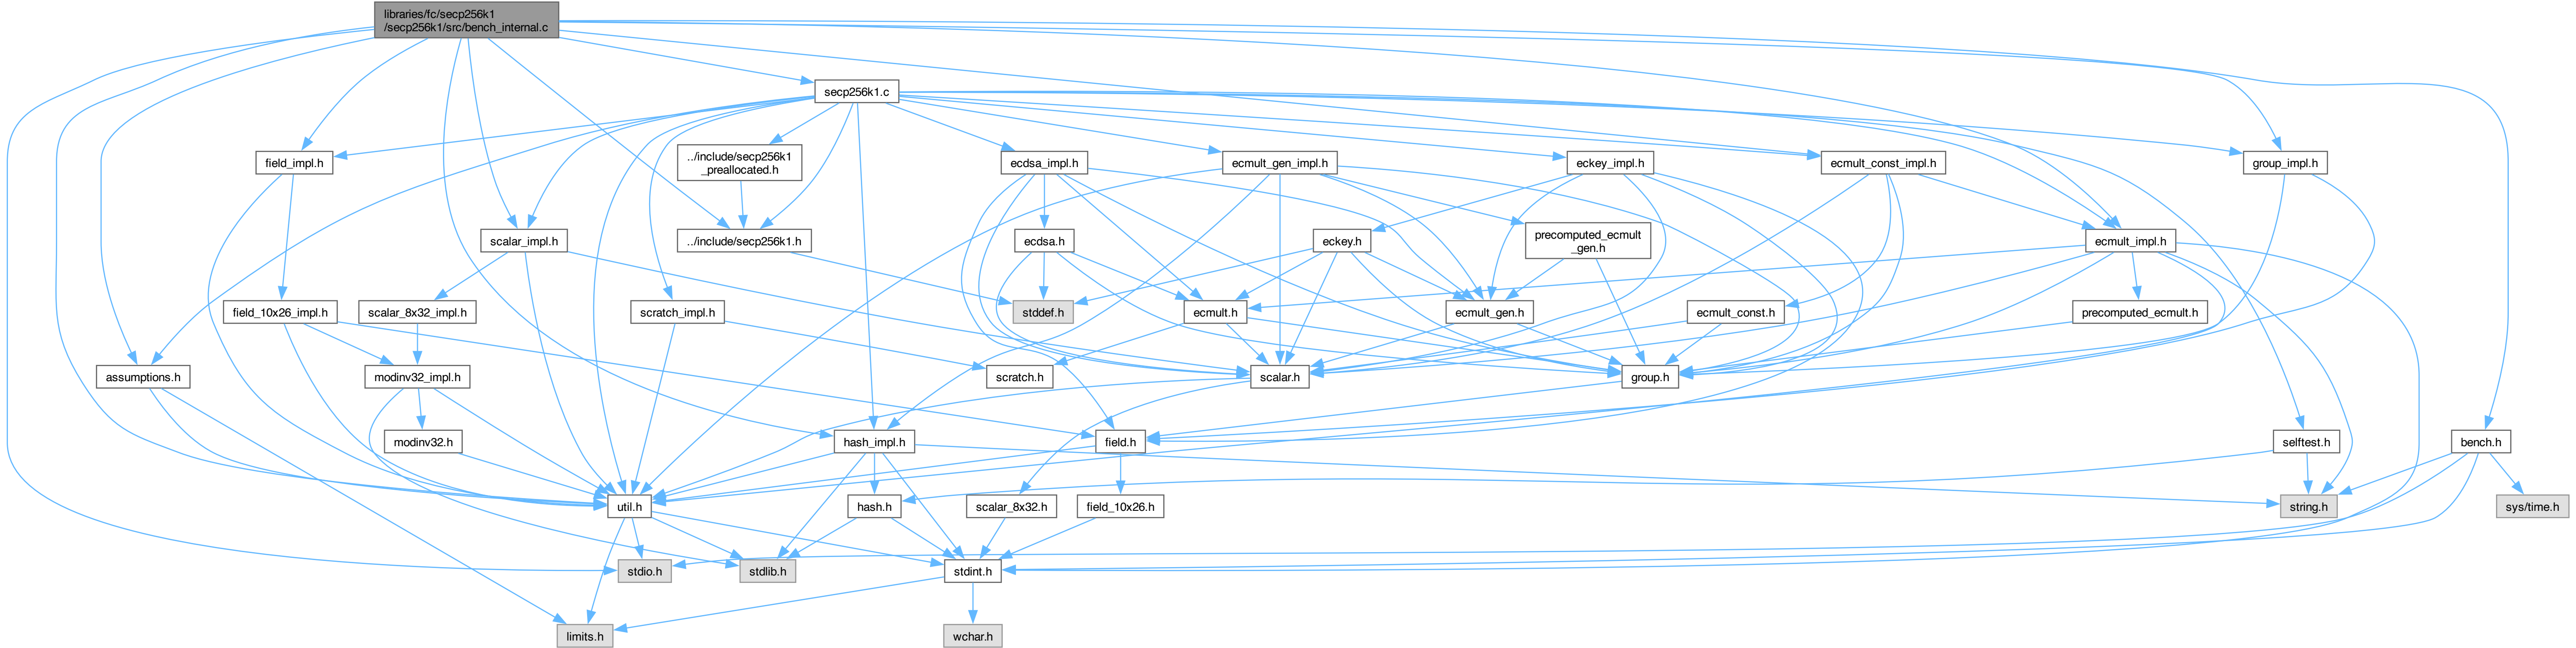 libraries/fc/secp256k1
/secp256k1/src/bench_internal.c
secp256k1.c
field_impl.h
../include/secp256k1
_preallocated.h
ecdsa_impl.h
ecmult_gen_impl.h
eckey_impl.h
ecmult_const_impl.h
group_impl.h
scalar_impl.h
../include/secp256k1.h
ecdsa.h
eckey.h
precomputed_ecmult
_gen.h
ecmult_impl.h
field_10x26_impl.h
scalar_8x32_impl.h
scratch_impl.h
stddef.h
ecmult.h
ecmult_gen.h
ecmult_const.h
precomputed_ecmult.h
assumptions.h
modinv32_impl.h
scratch.h
scalar.h
group.h
modinv32.h
hash_impl.h
field.h
selftest.h
bench.h
util.h
hash.h
scalar_8x32.h
field_10x26.h
string.h
sys/time.h
stdio.h
stdlib.h
stdint.h
limits.h
wchar.h